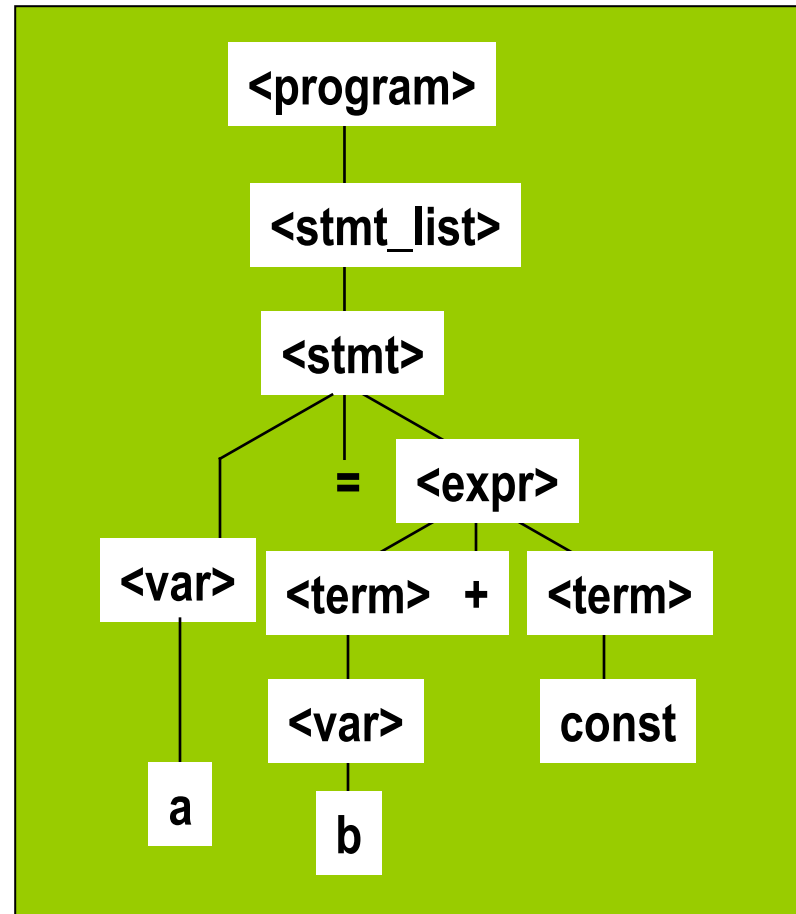 <program>
<stmt_list>
<stmt>
= <expr>
<var> <term> + <term>
<var> const
a b